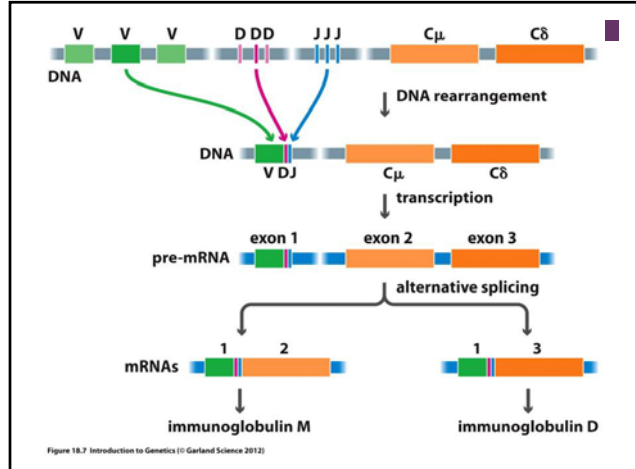 V V V D D D J J J Cμ Cδ
DNA
DNA rearrangement
DNA
V D J Cμ Cδ
transcription
exon 1 exon 2 exon 3
pre-mRNA
alternative splicing
1 2 1 3
mRNAs
immunoglobulin M immunoglobulin D
Figure 18.7 Introduction to Genetics (© Garland Science 2012)